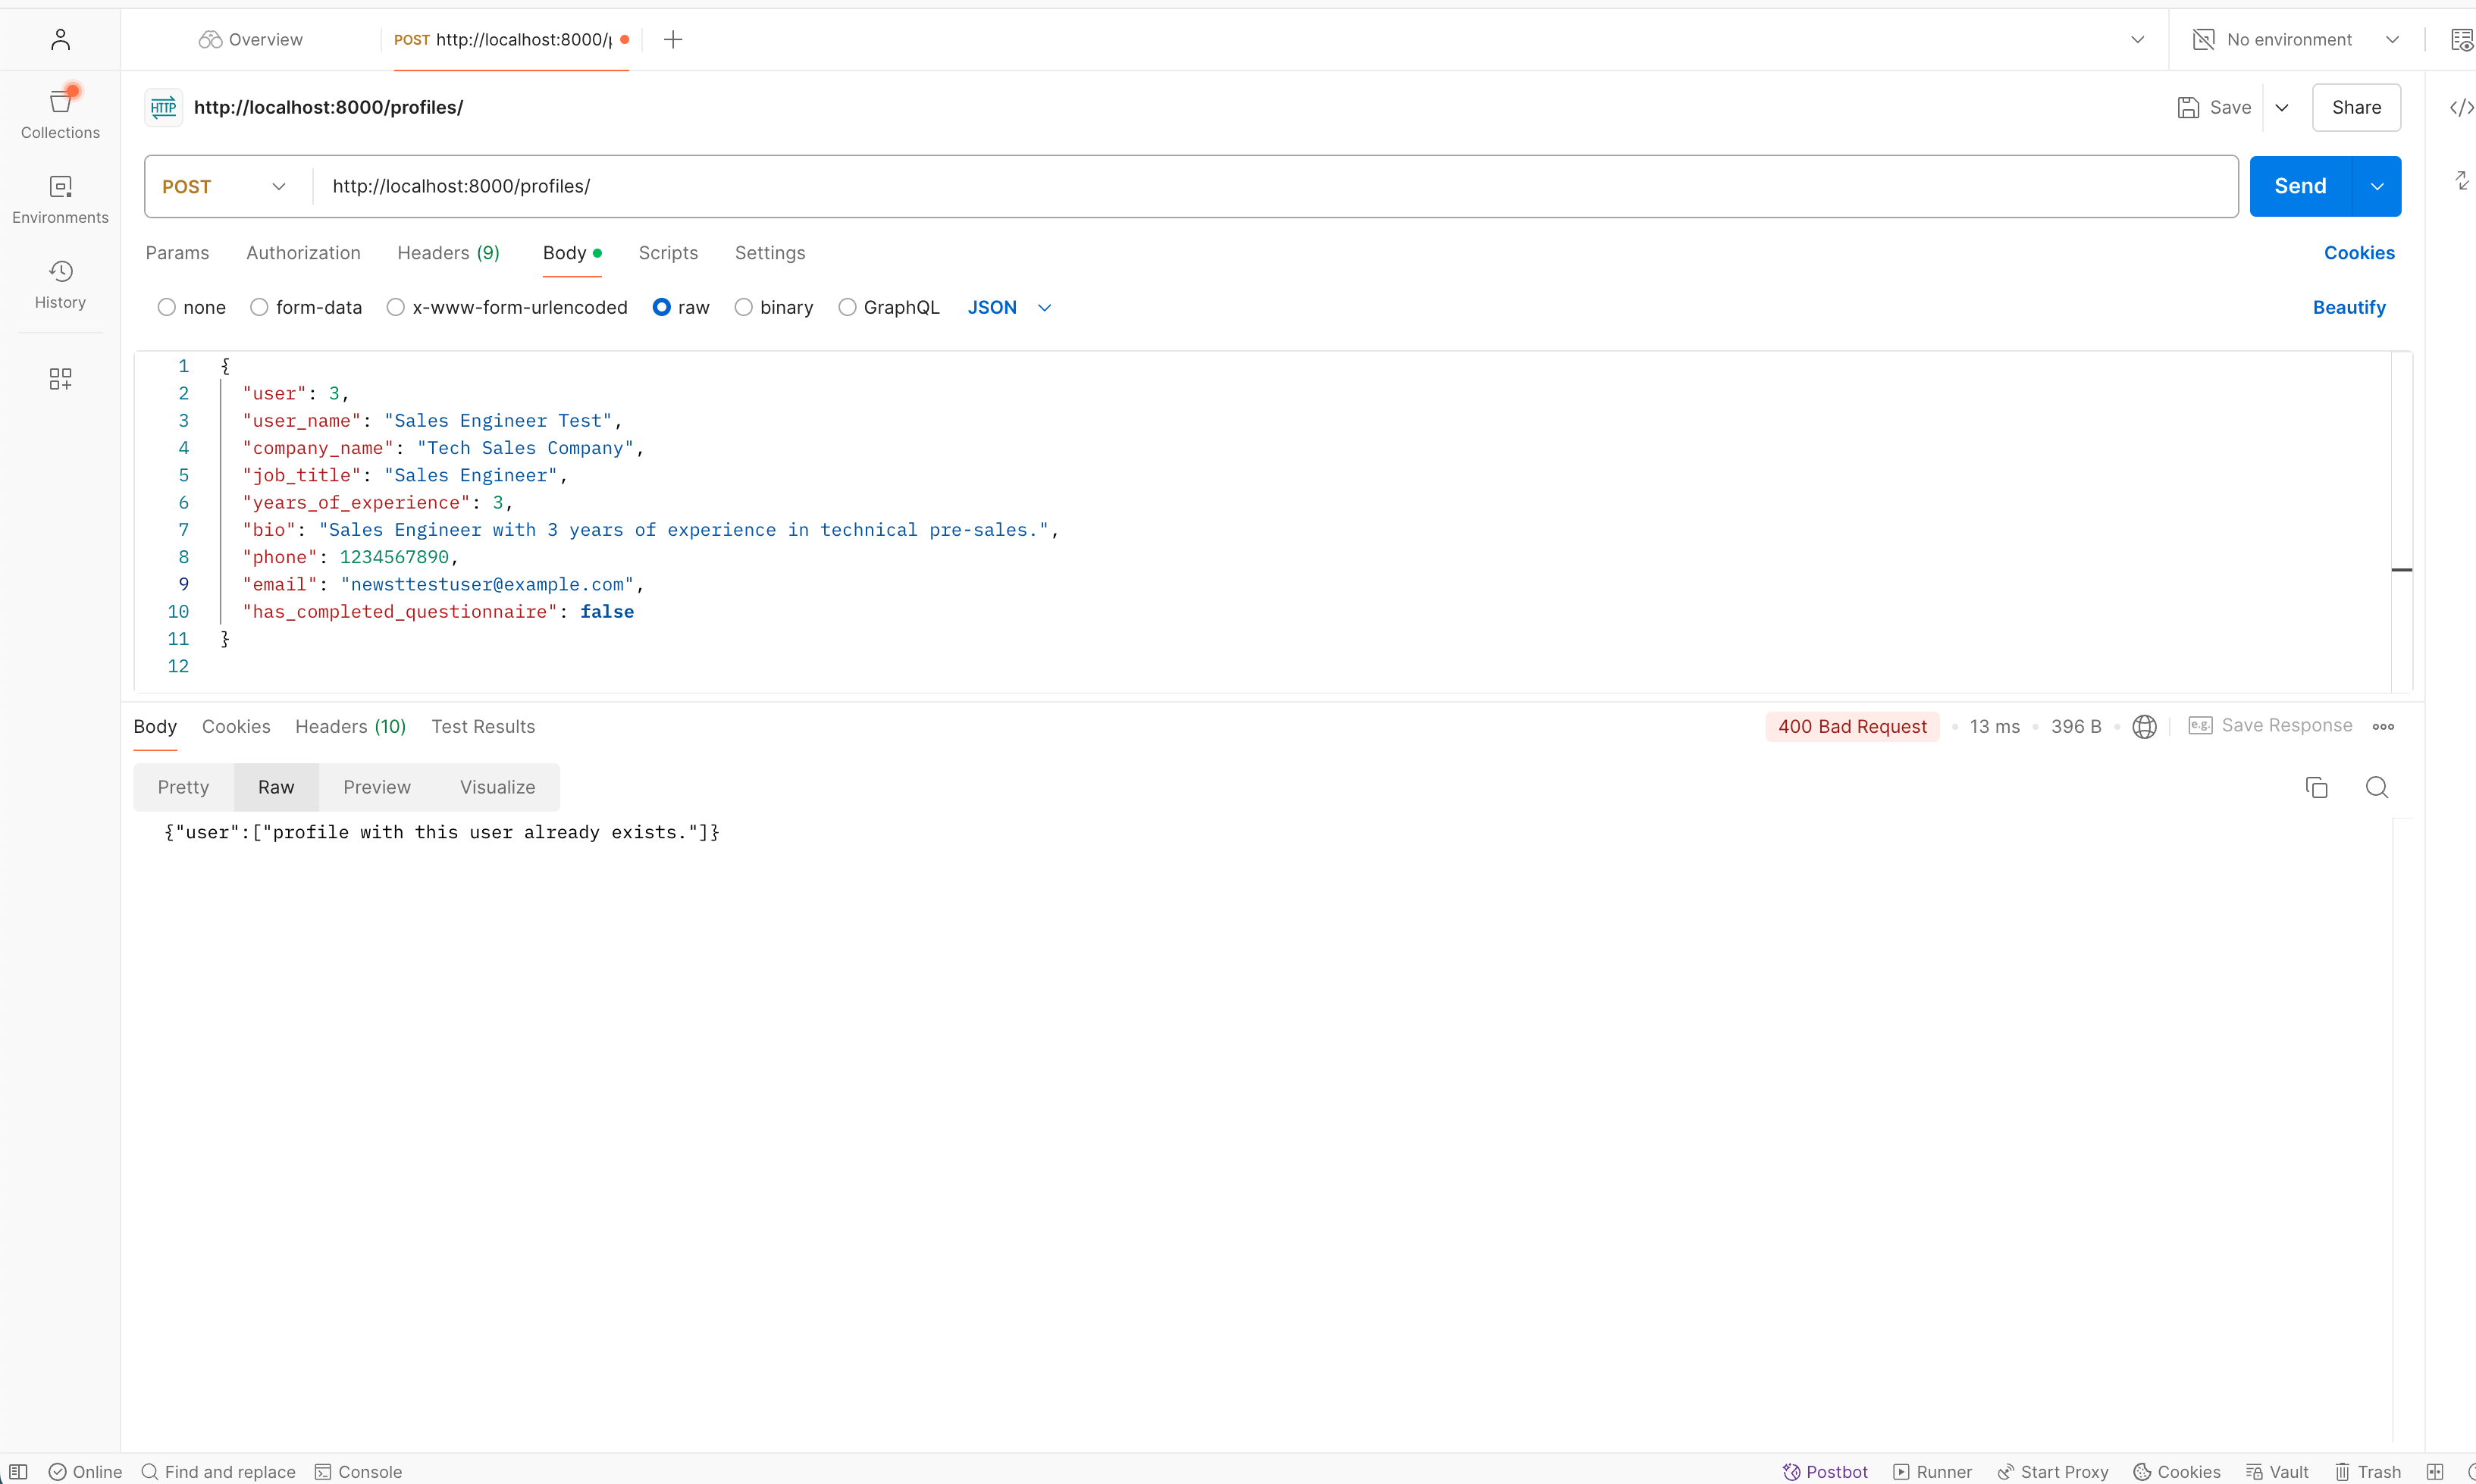 Overview
POST http://localhost:8000/p
No environment
Collections
Environments
History
HTTP
http://localhost:8000/profiles/
Save
Share
POST
http://localhost:8000/profiles/
Send
Params
Authorization
Headers (9)
Body
Scripts
Settings
Cookies
none
form-data
x-www-form-urlencoded
raw
binary
GraphQL
JSON
Beautify
1 {
2 "user": 3,
3 "user_name": "Sales Engineer Test",
4 "company_name": "Tech Sales Company",
5 "job_title": "Sales Engineer",
6 "years_of_experience": 3,
7 "bio": "Sales Engineer with 3 years of experience in technical pre-sales.",
8 "phone": 1234567890,
9 "email": "newsttestuser@example.com",
10 "has_completed_questionnaire": false
11 }
12
Body
Cookies
Headers (10)
Test Results
400 Bad Request
13 ms
396 B
e.g.
Save Response
Pretty
Raw
Preview
Visualize
{"user":["profile with this user already exists."]}
Online
Find and replace
Console
Postbot
Runner
Start Proxy
Cookies
Vault
Trash